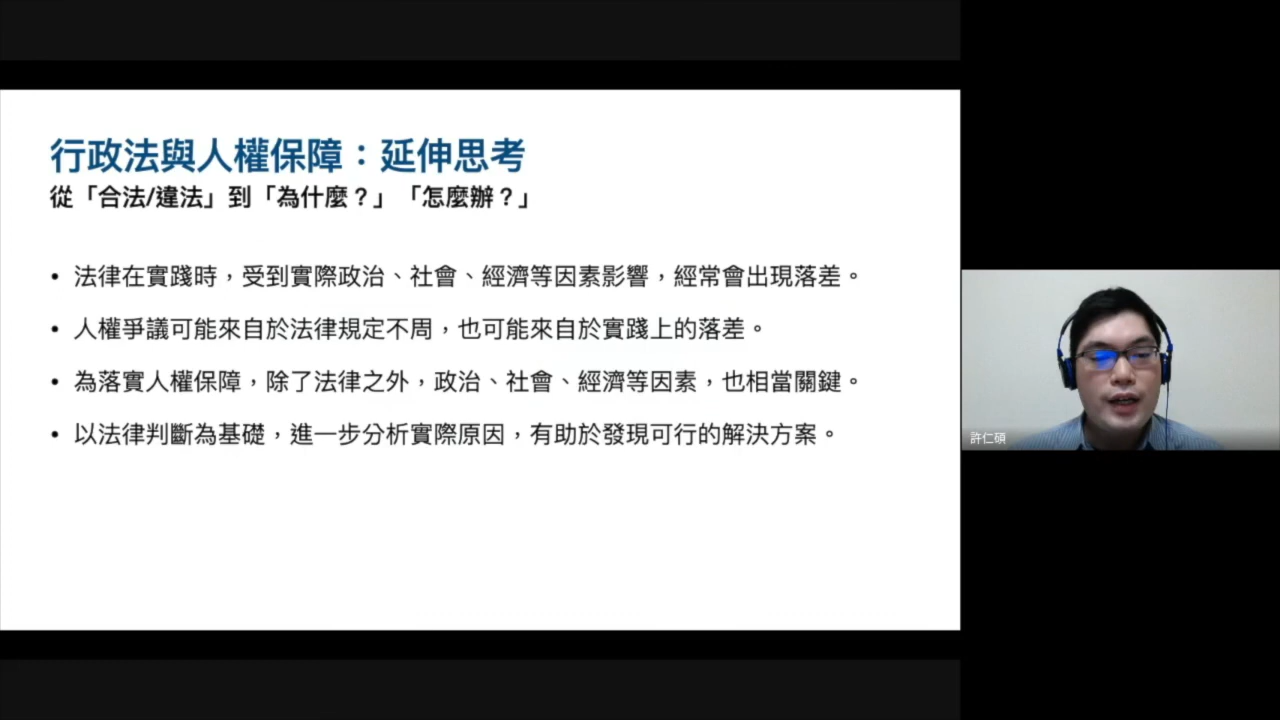 行政法與人權保障：延伸思考
從「合法/違法」到「為什麼？」「怎麼辦？」
• 法律在實踐時，受到實際政治、社會、經濟等因素影響，經常會出現落差。
• 人權爭議可能來自於法律規定不周，也可能來自於實踐上的落差。
• 為落實人權保障，除了法律之外，政治、社會、經濟等因素，也相當關鍵。
• 以法律判斷為基礎，進一步分析實際原因，有助於發現可行的解決方案。
許仁碩